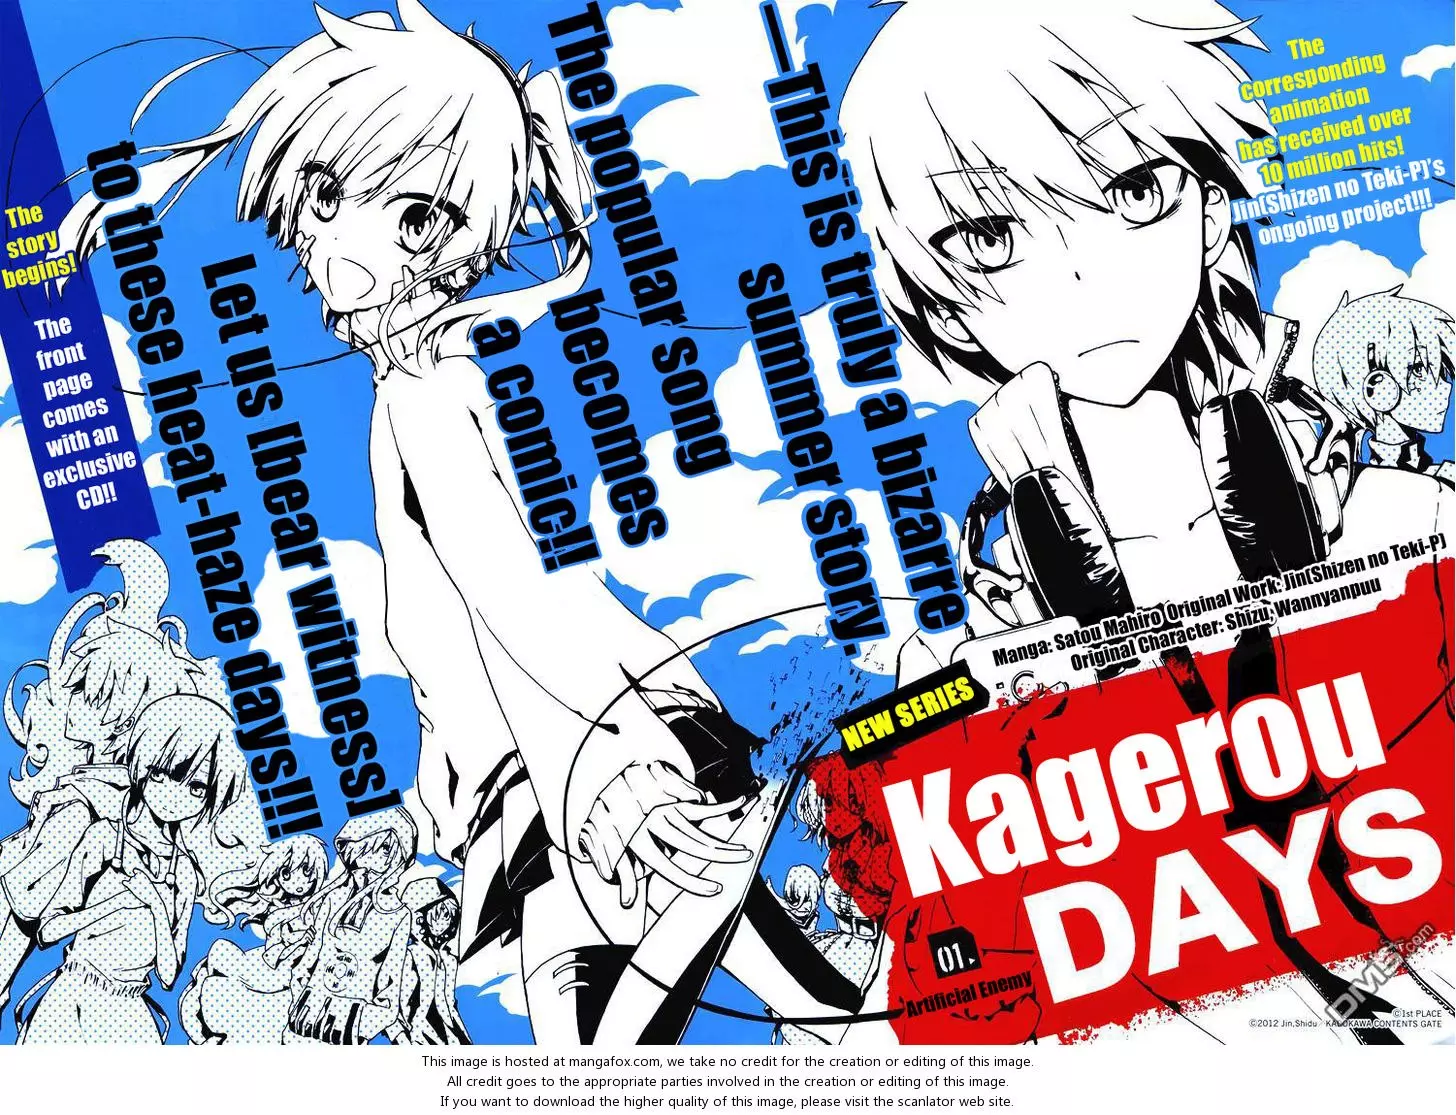 The
corresponding
animation
has received over
10 million hits!
Jin(Shizen no Teki-P)'s
ongoing project!!!
—This is truly a bizarre
summer story.
The popular song
becomes
a comic!!
Let us [bear witness]
to these heat-haze days!!!
The
story
begins!
The
front
page
comes
with an
exclusive
CD!!
Manga: Satou Mahiro Original Work: Jin(Shizen no Teki-P)
Original Character: Shizu, Wannyanpuu
NEW SERIES
Kagerou
DAYS
01
Artificial Enemy
©1st PLACE
©2012 Jin,Shidu KADOKAWA CONTENTS GATE
This image is hosted at mangafox.com, we take no credit for the creation or editing of this image.
All credit goes to the appropriate parties involved in the creation or editing of this image.
If you want to download the higher quality of this image, please visit the scanlator web site.